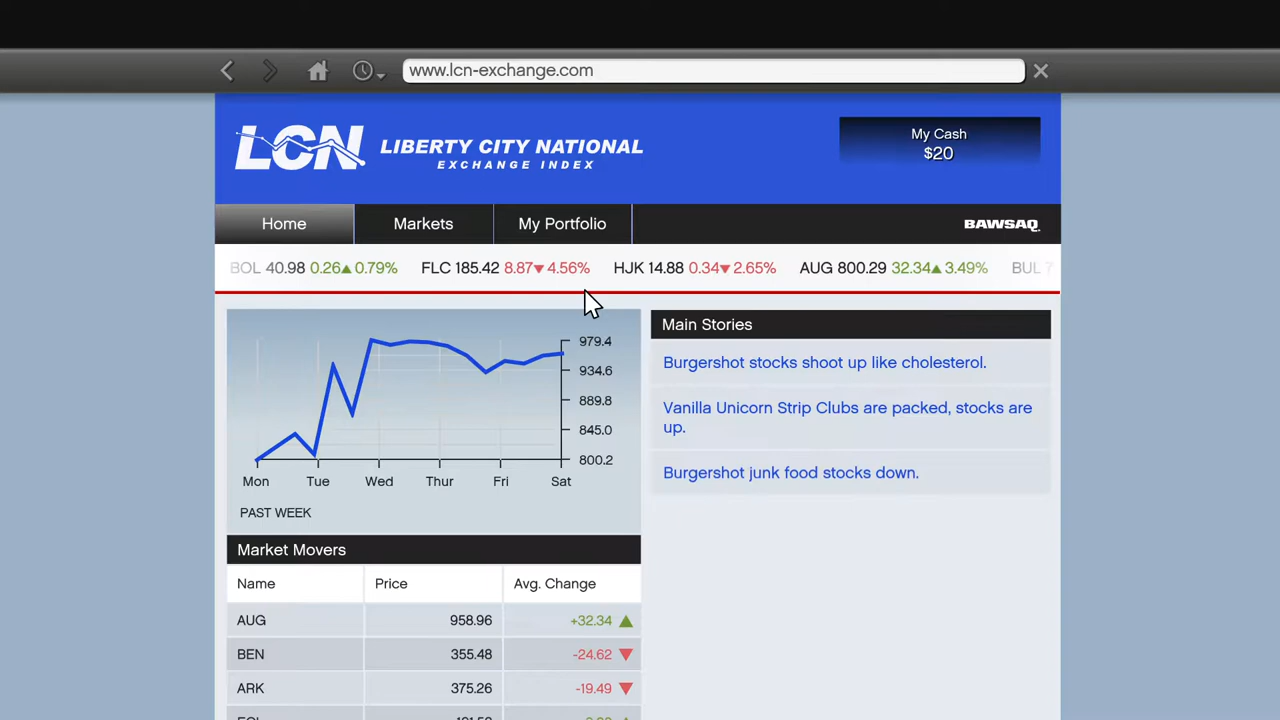 www.lcn-exchange.com
LCN LIBERTY CITY NATIONAL
EXCHANGE INDEX
My Cash
$20
Home Markets My Portfolio BAWSAQ
BOL 40.98 0.26▲ 0.79% FLC 185.42 8.87▼ 4.56% HJK 14.88 0.34▼ 2.65% AUG 800.29 32.34▲ 3.49% BUL 7
979.4
934.6
889.8
845.0
800.2
Mon Tue Wed Thur Fri Sat
PAST WEEK
Main Stories
Burgershot stocks shoot up like cholesterol.
Vanilla Unicorn Strip Clubs are packed, stocks are
up.
Burgershot junk food stocks down.
Market Movers
Name Price Avg. Change
AUG 958.96 +32.34 ▲
BEN 355.48 -24.62 ▼
ARK 375.26 -19.49 ▼